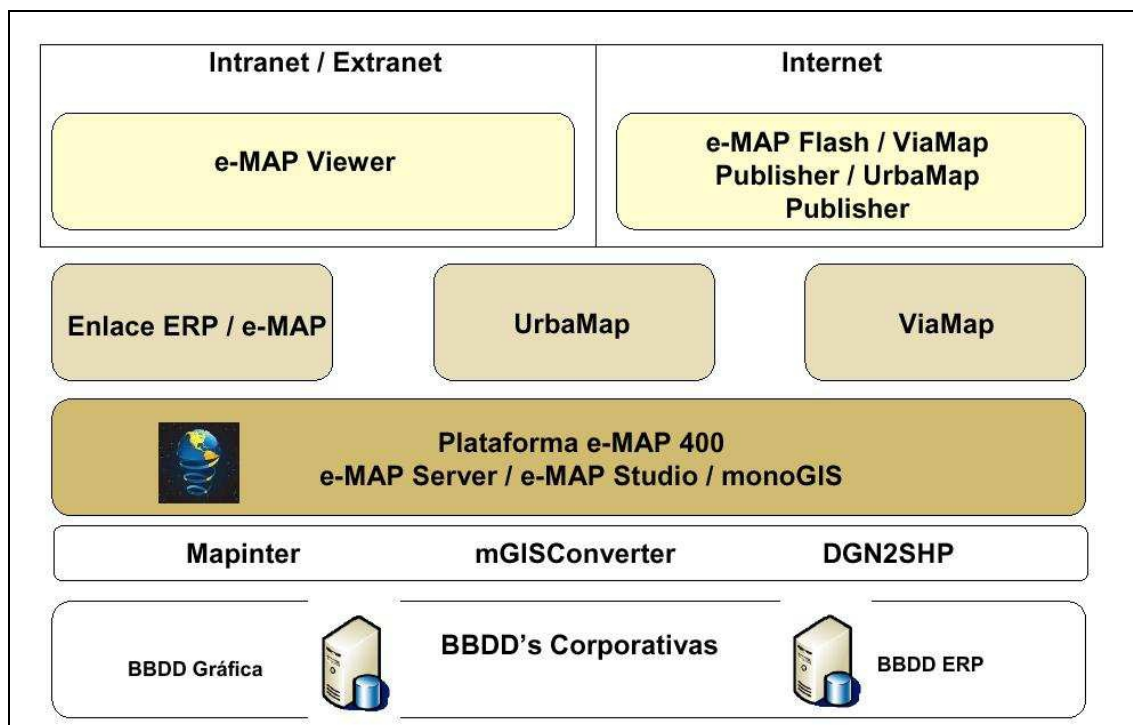 Intranet / Extranet
Internet
e-MAP Viewer
e-MAP Flash / ViaMap
Publisher / UrbaMap
Publisher
Enlace ERP / e-MAP
UrbaMap
ViaMap
Plataforma e-MAP 400
e-MAP Server / e-MAP Studio / monoGIS
Mapinter
mGISConverter
DGN2SHP
BBDD Gráfica
BBDD's Corporativas
BBDD ERP